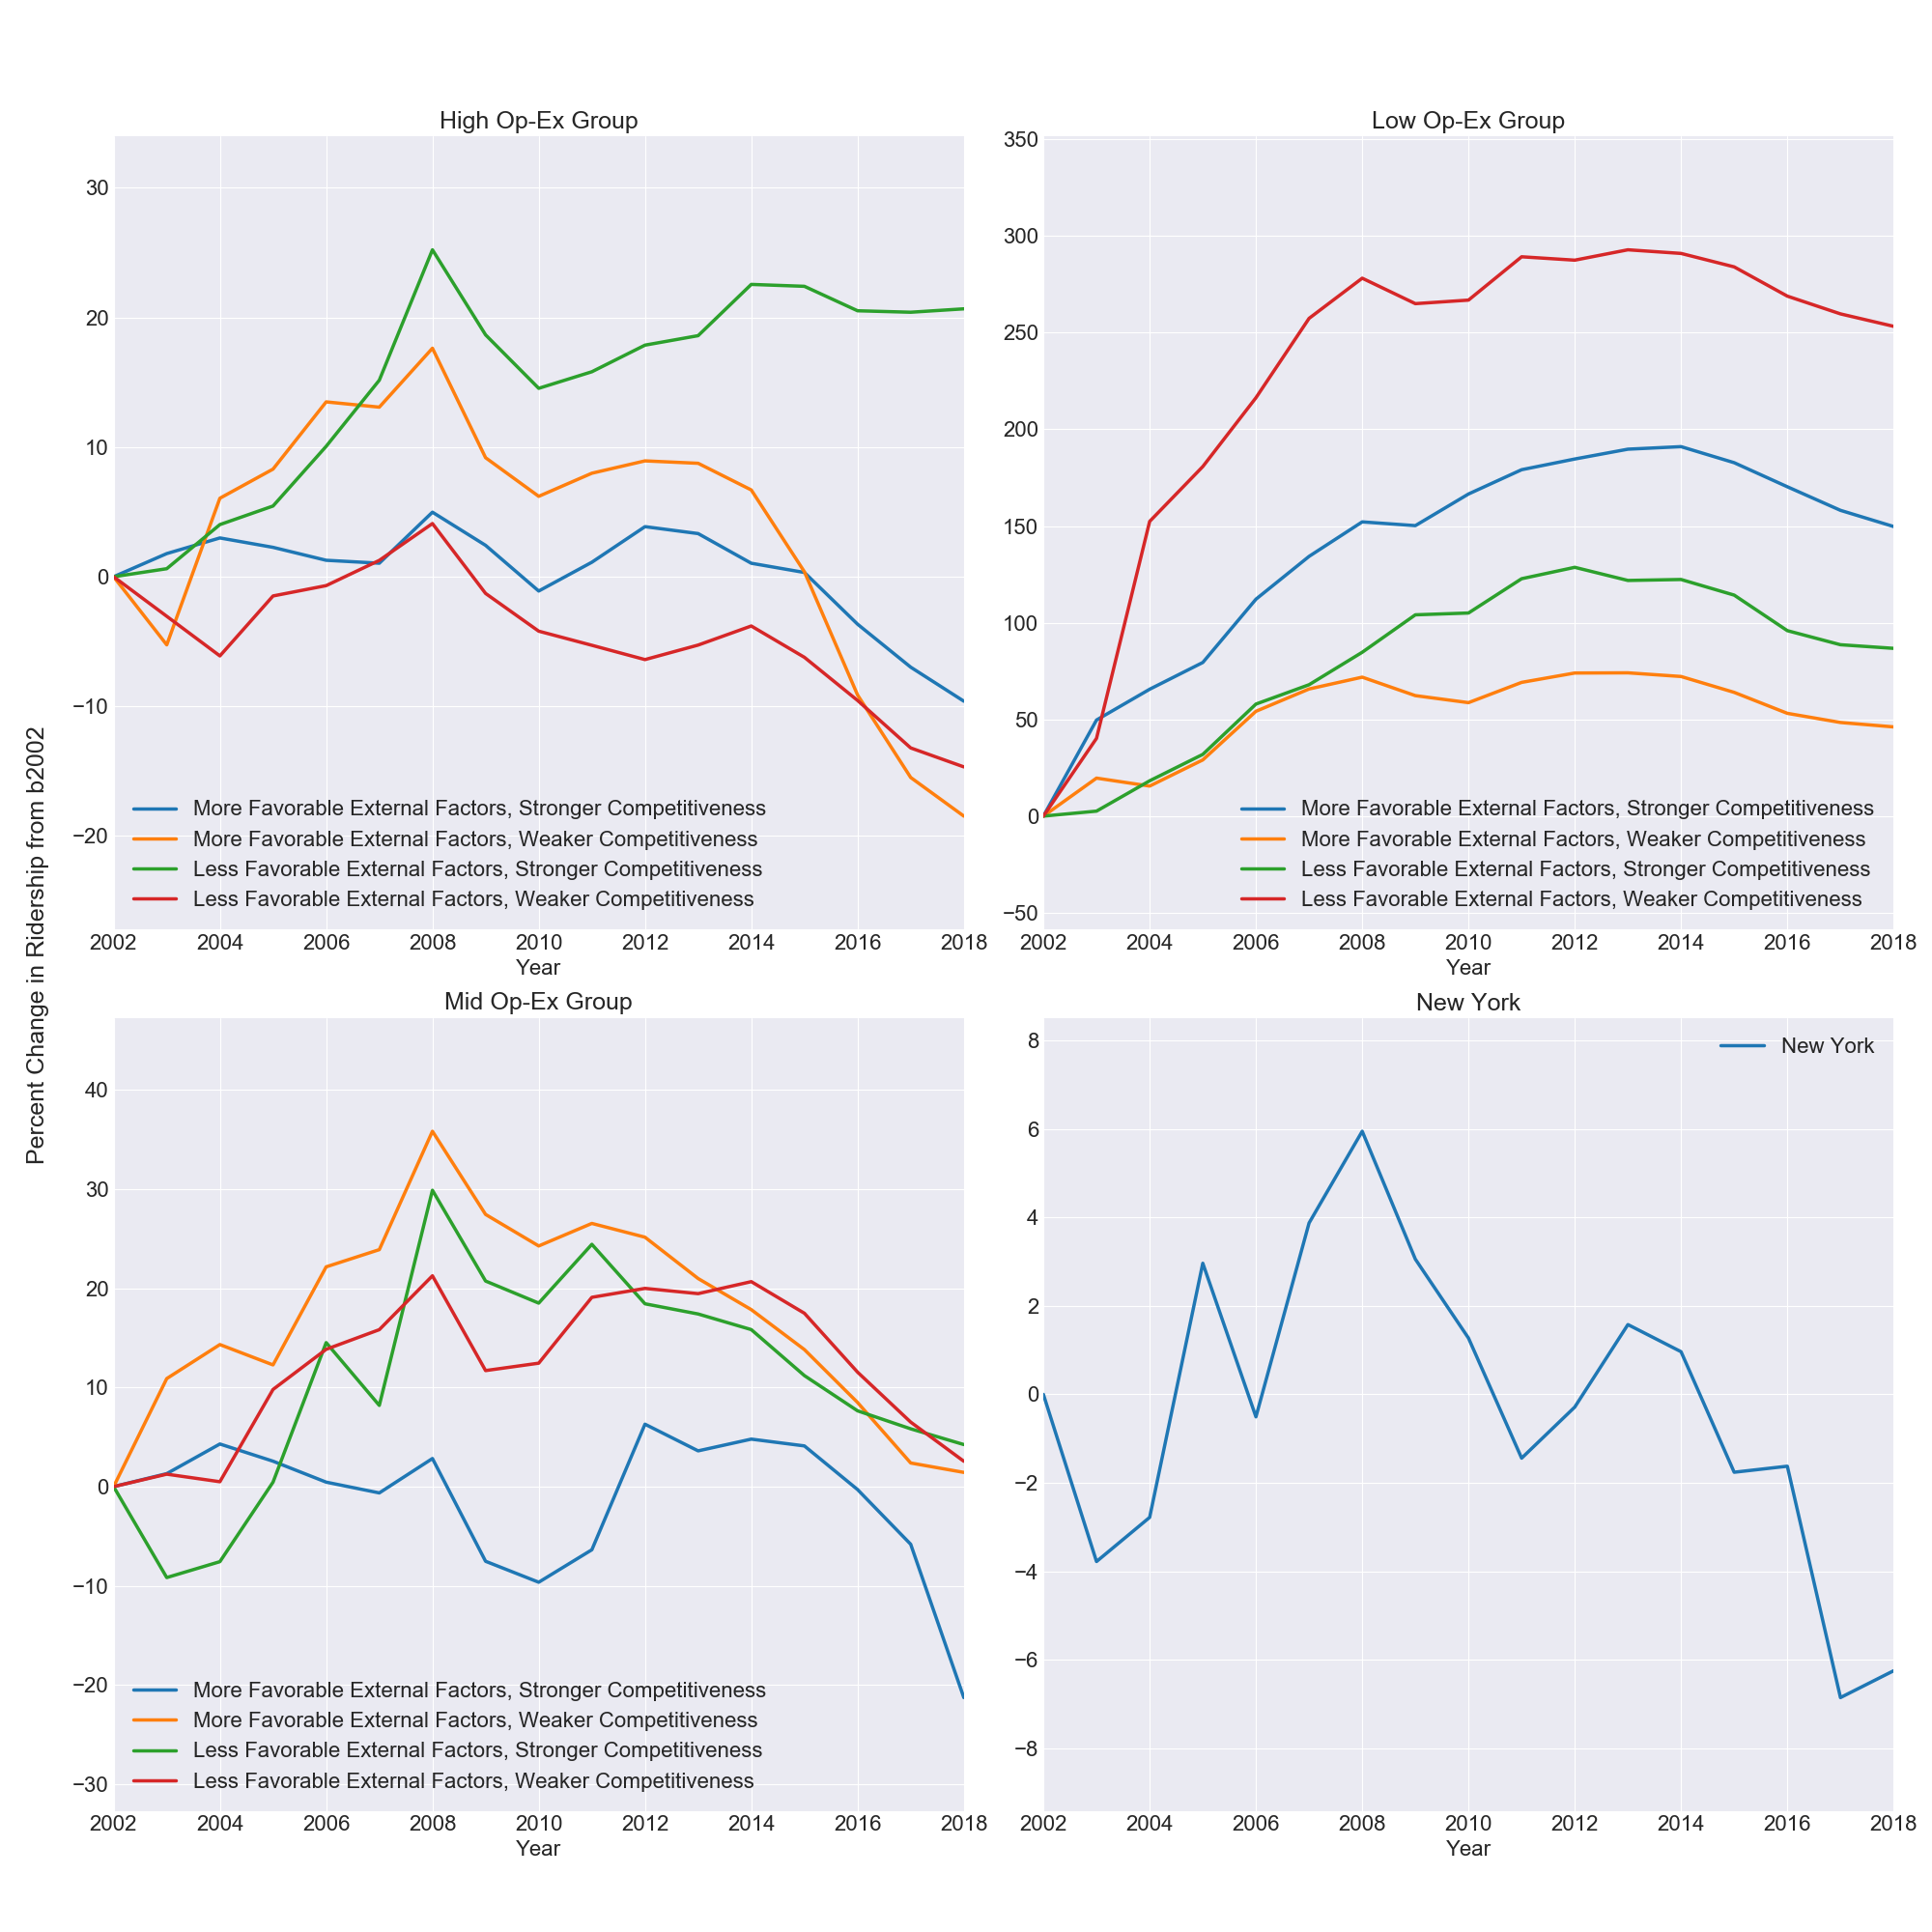 Percent Change in Ridership from b2002
High Op-Ex Group
30
20
10
0
−10
−20
More Favorable External Factors, Stronger Competitiveness
More Favorable External Factors, Weaker Competitiveness
Less Favorable External Factors, Stronger Competitiveness
Less Favorable External Factors, Weaker Competitiveness
2002 2004 2006 2008 2010 2012 2014 2016 2018
Year
Low Op-Ex Group
350
300
250
200
150
100
50
0
−50
More Favorable External Factors, Stronger Competitiveness
More Favorable External Factors, Weaker Competitiveness
Less Favorable External Factors, Stronger Competitiveness
Less Favorable External Factors, Weaker Competitiveness
2002 2004 2006 2008 2010 2012 2014 2016 2018
Year
Mid Op-Ex Group
40
30
20
10
0
−10
−20
−30
More Favorable External Factors, Stronger Competitiveness
More Favorable External Factors, Weaker Competitiveness
Less Favorable External Factors, Stronger Competitiveness
Less Favorable External Factors, Weaker Competitiveness
2002 2004 2006 2008 2010 2012 2014 2016 2018
Year
New York
New York
8
6
4
2
0
−2
−4
−6
−8
2002 2004 2006 2008 2010 2012 2014 2016 2018
Year